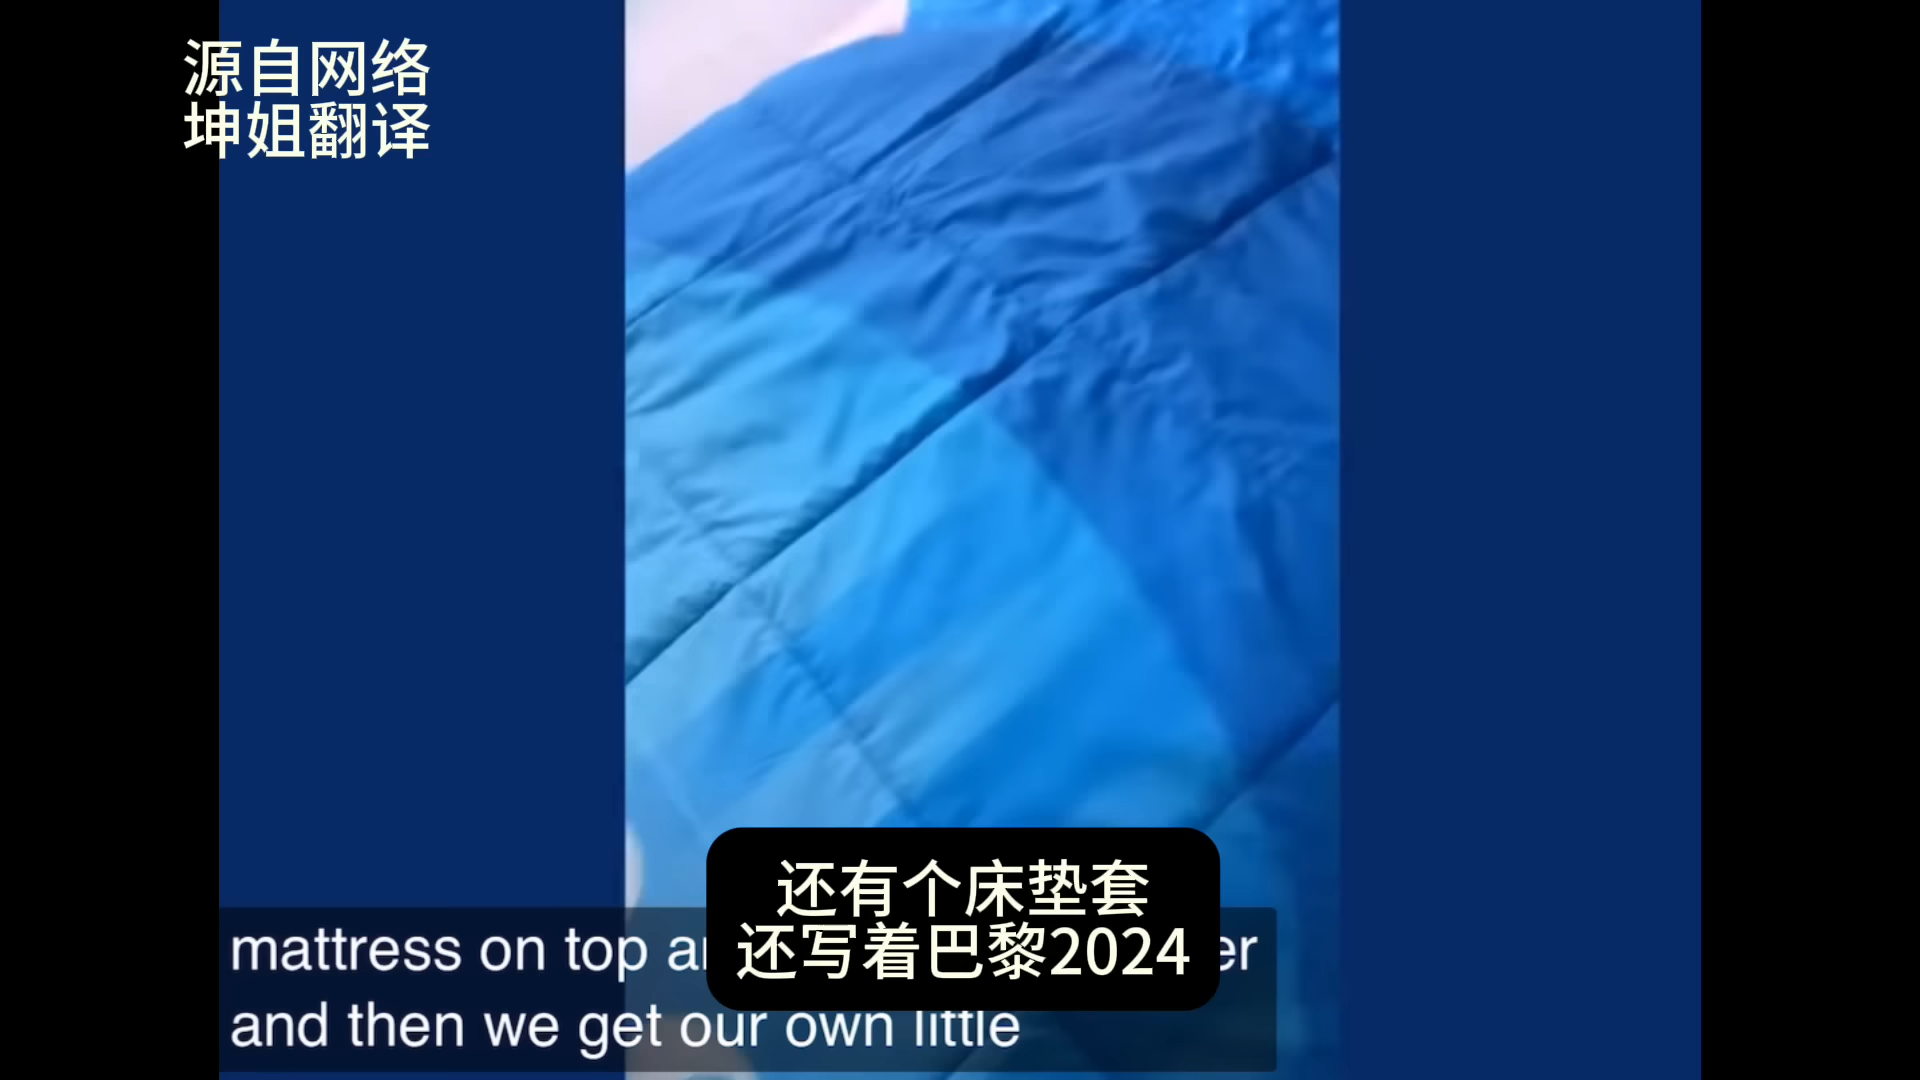 源自网络
坤姐翻译
还有个床垫套
还写着巴黎2024
mattress on top
and then we get our own little